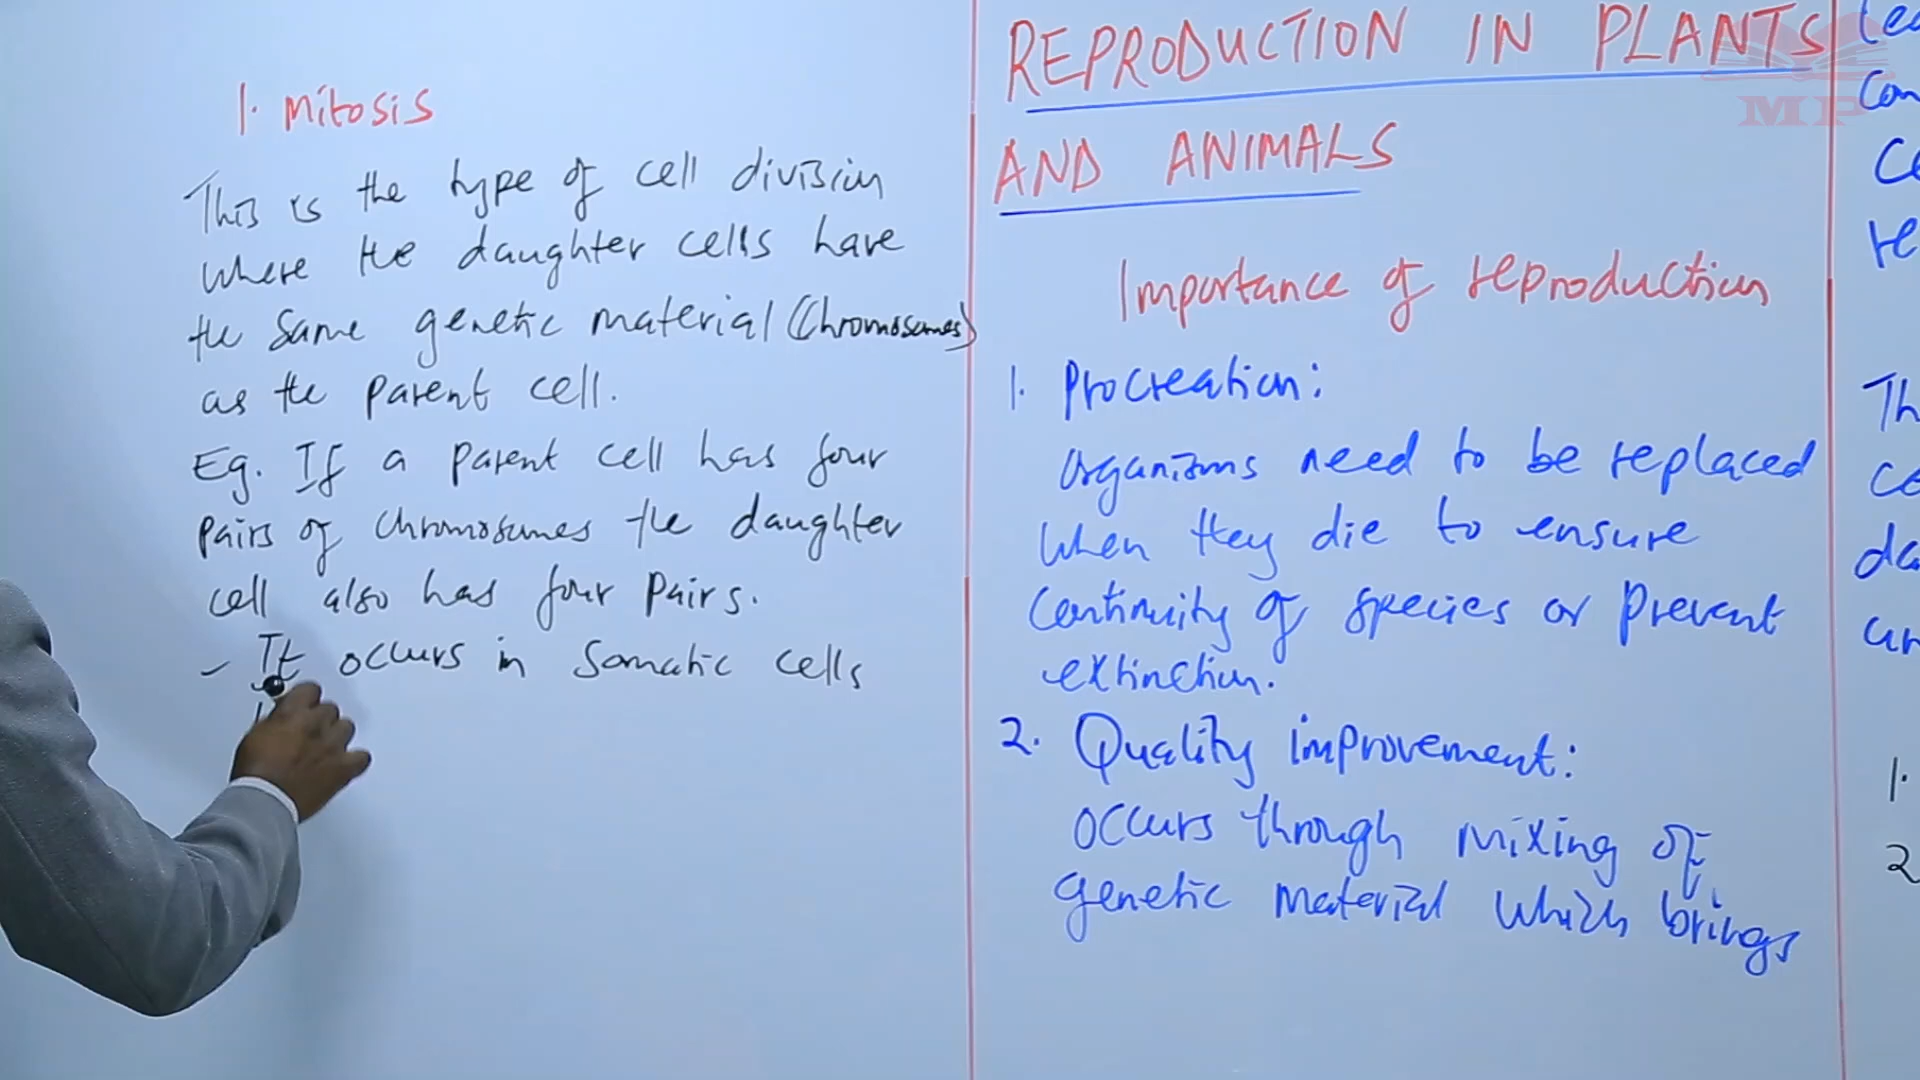 1. Mitosis
This is the type of cell division
where the daughter cells have
the same genetic material (Chromosomes)
as the parent cell.
Eg. If a parent cell has four
pairs of chromosomes the daughter
cell also has four pairs.
- It occurs in somatic cells
REPRODUCTION IN PLANTS
AND ANIMALS
Importance of reproduction
1. Procreation:
organisms need to be replaced
when they die to ensure
continuity of species or prevent
extinction.
2. Quality improvement:
occurs through mixing of
genetic material which brings
MP
Th
1.
2